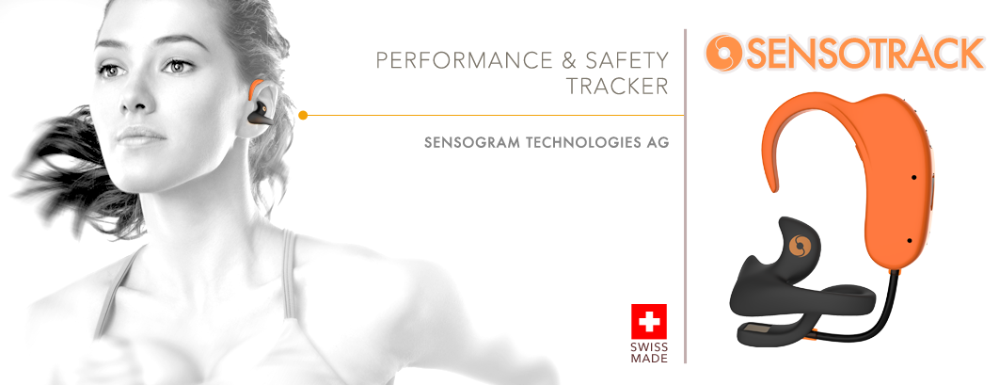 PERFORMANCE & SAFETY
TRACKER
SENSOGRAM TECHNOLOGIES AG
SWISS
MADE
SENSOTRACK